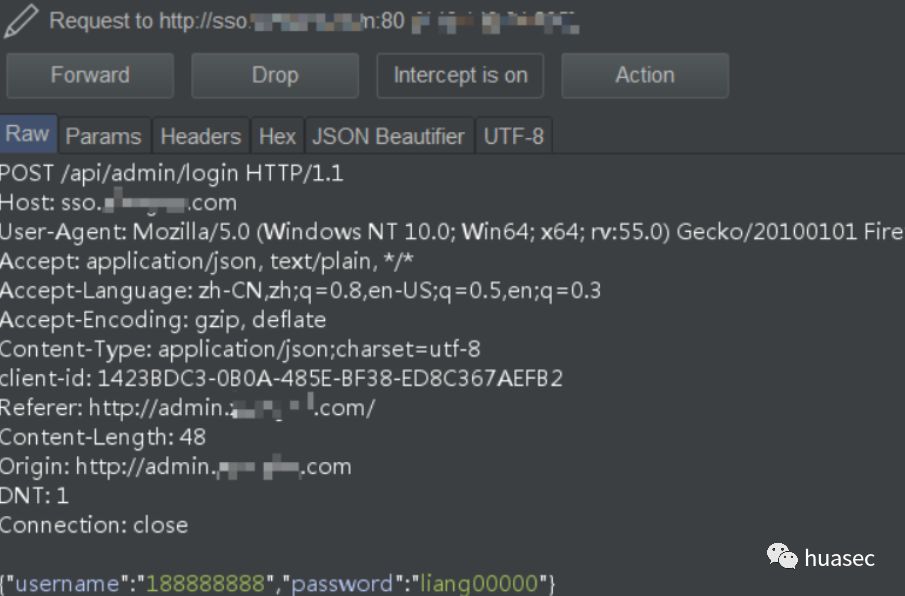 Request to http://sso. m:80
Forward Drop Intercept is on Action
Raw Params Headers Hex JSON Beautifier UTF-8
POST /api/admin/login HTTP/1.1
Host: sso. .com
User-Agent: Mozilla/5.0 (Windows NT 10.0; Win64; x64; rv:55.0) Gecko/20100101 Fire
Accept: application/json, text/plain, */*
Accept-Language: zh-CN,zh;q=0.8,en-US;q=0.5,en;q=0.3
Accept-Encoding: gzip, deflate
Content-Type: application/json;charset=utf-8
client-id: 1423BDC3-0B0A-485E-BF38-ED8C367AEFB2
Referer: http://admin. .com/
Content-Length: 48
Origin: http://admin. .com
DNT: 1
Connection: close
{"username":"188888888","password":"liang00000"}
huasec